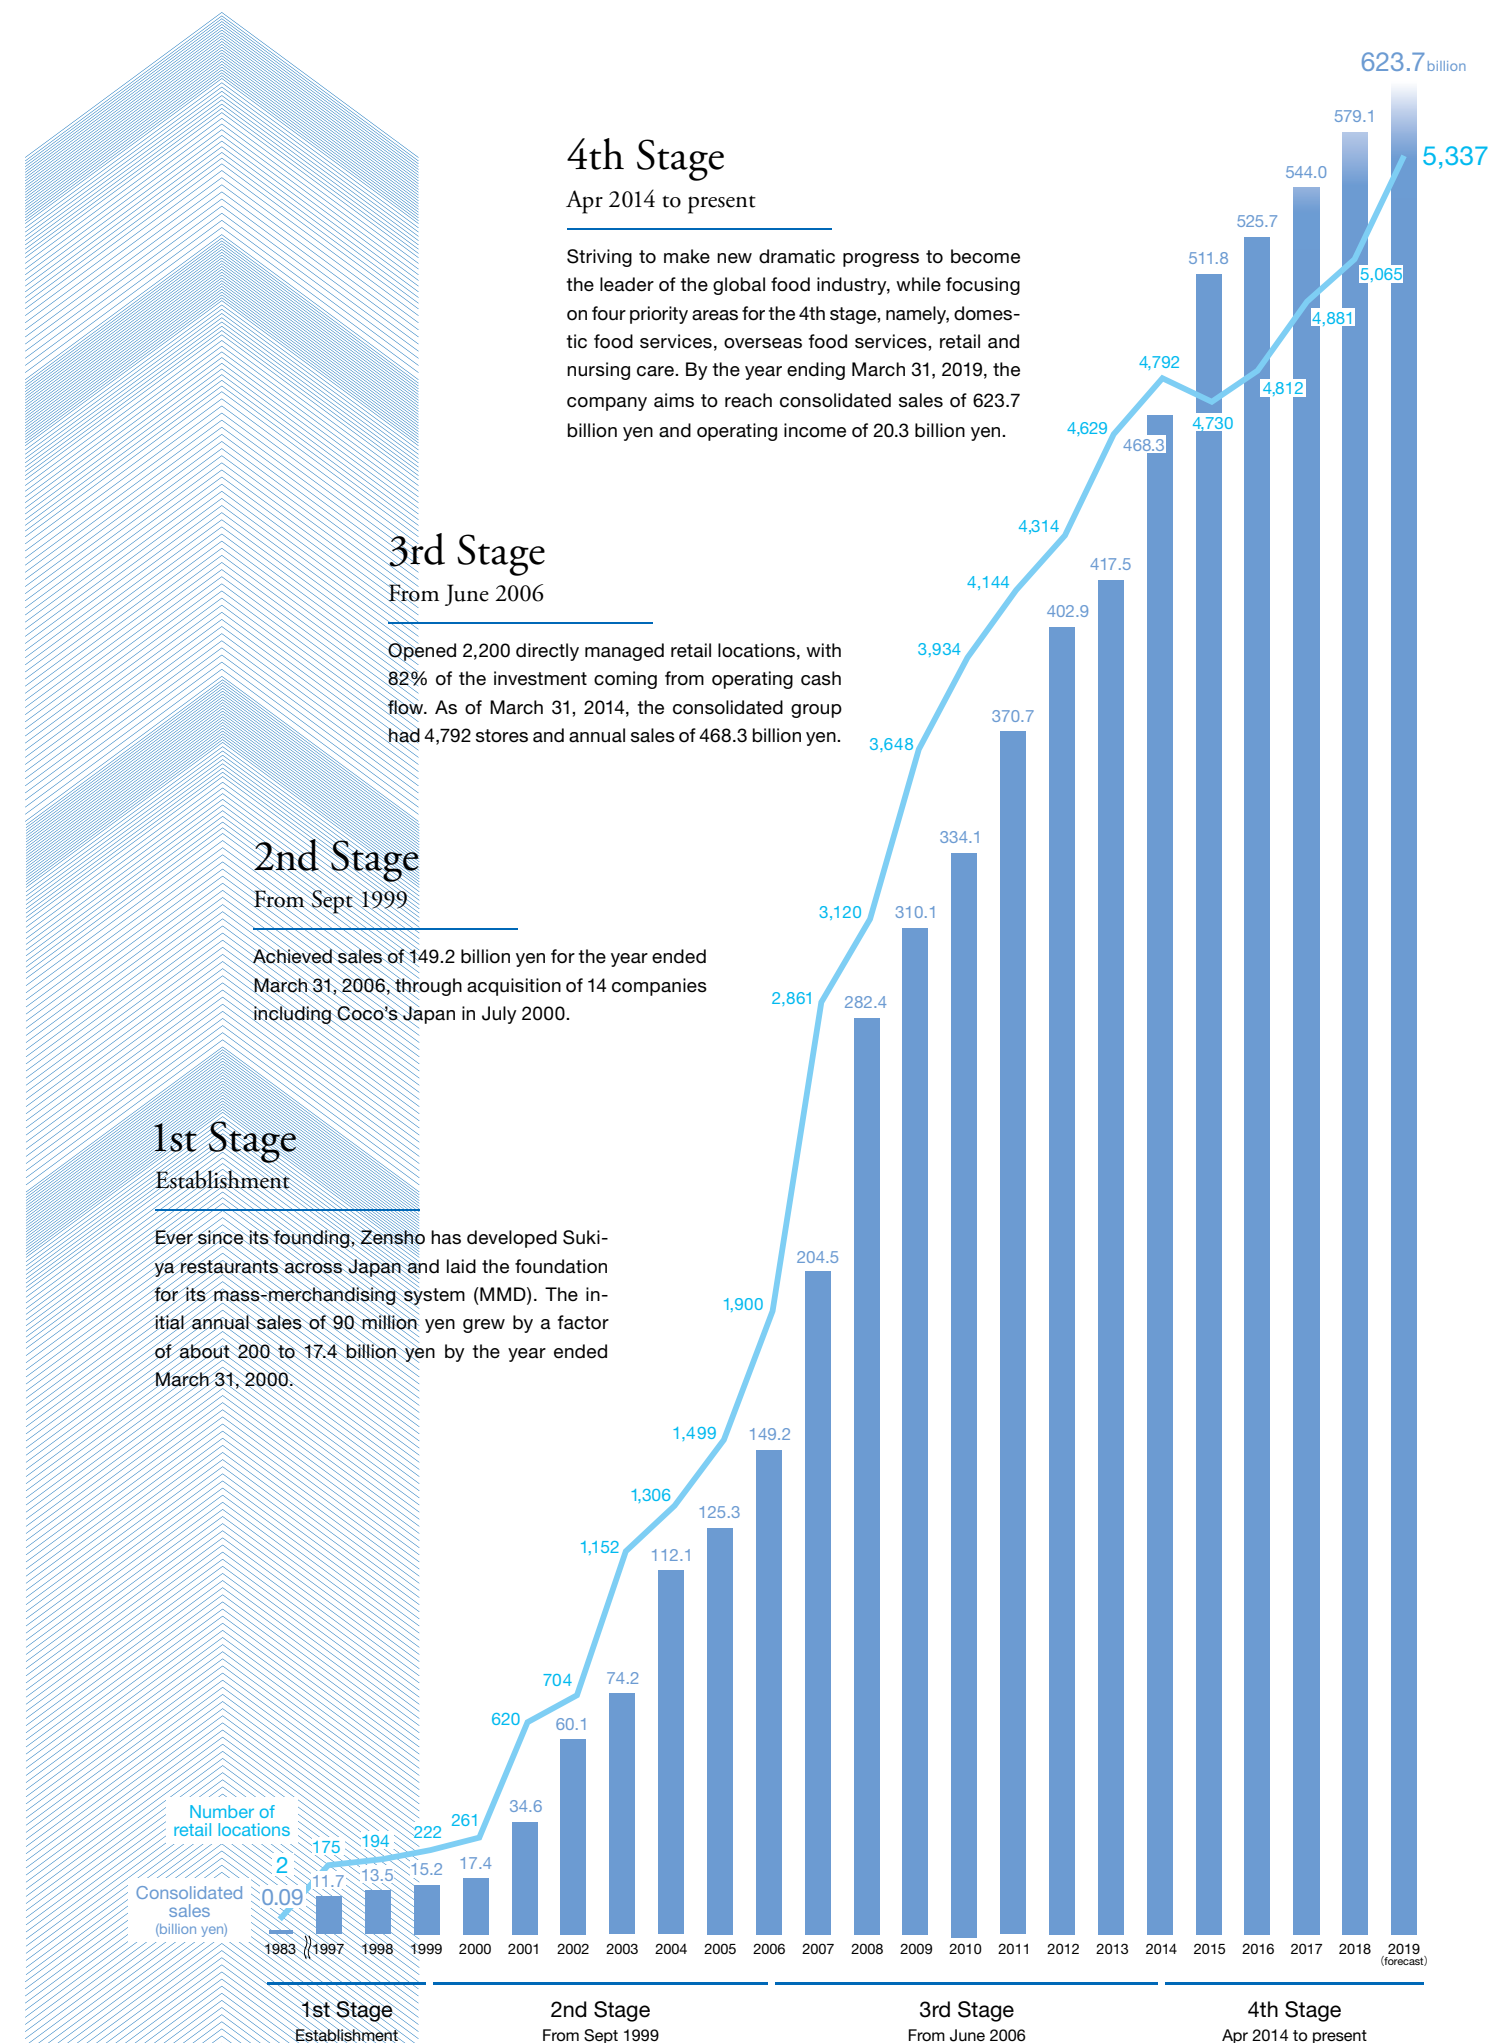 623.7 billion
579.1
5,337
4th Stage
Apr 2014 to present
Striving to make new dramatic progress to become
the leader of the global food industry, while focusing
on four priority areas for the 4th stage, namely, domes-
tic food services, overseas food services, retail and
nursing care. By the year ending March 31, 2019, the
company aims to reach consolidated sales of 623.7
billion yen and operating income of 20.3 billion yen.
544.0
525.7
511.8
5,065
4,881
4,792
4,812
4,730
4,629
468.3
3rd Stage
From June 2006
Opened 2,200 directly managed retail locations, with
82% of the investment coming from operating cash
flow. As of March 31, 2014, the consolidated group
had 4,792 stores and annual sales of 468.3 billion yen.
4,314
417.5
4,144
402.9
3,934
370.7
3,648
334.1
2nd Stage
From Sept 1999
Achieved sales of 149.2 billion yen for the year ended
March 31, 2006, through acquisition of 14 companies
including Coco's Japan in July 2000.
3,120
310.1
2,861
282.4
1st Stage
Establishment
Ever since its founding, Zensho has developed Suki-
ya restaurants across Japan and laid the foundation
for its mass-merchandising system (MMD). The in-
itial annual sales of 90 million yen grew by a factor
of about 200 to 17.4 billion yen by the year ended
March 31, 2000.
204.5
1,900
1,499
149.2
1,306
125.3
1,152
112.1
704
74.2
620
60.1
34.6
Number of
retail locations
2
175
194
222
261
Consolidated
sales
(billion yen)
0.09
11.7
13.5
15.2
17.4
1983 1997 1998 1999 2000 2001 2002 2003 2004 2005 2006 2007 2008 2009 2010 2011 2012 2013 2014 2015 2016 2017 2018 2019
(forecast)
1st Stage
Establishment
2nd Stage
From Sept 1999
3rd Stage
From June 2006
4th Stage
Apr 2014 to present